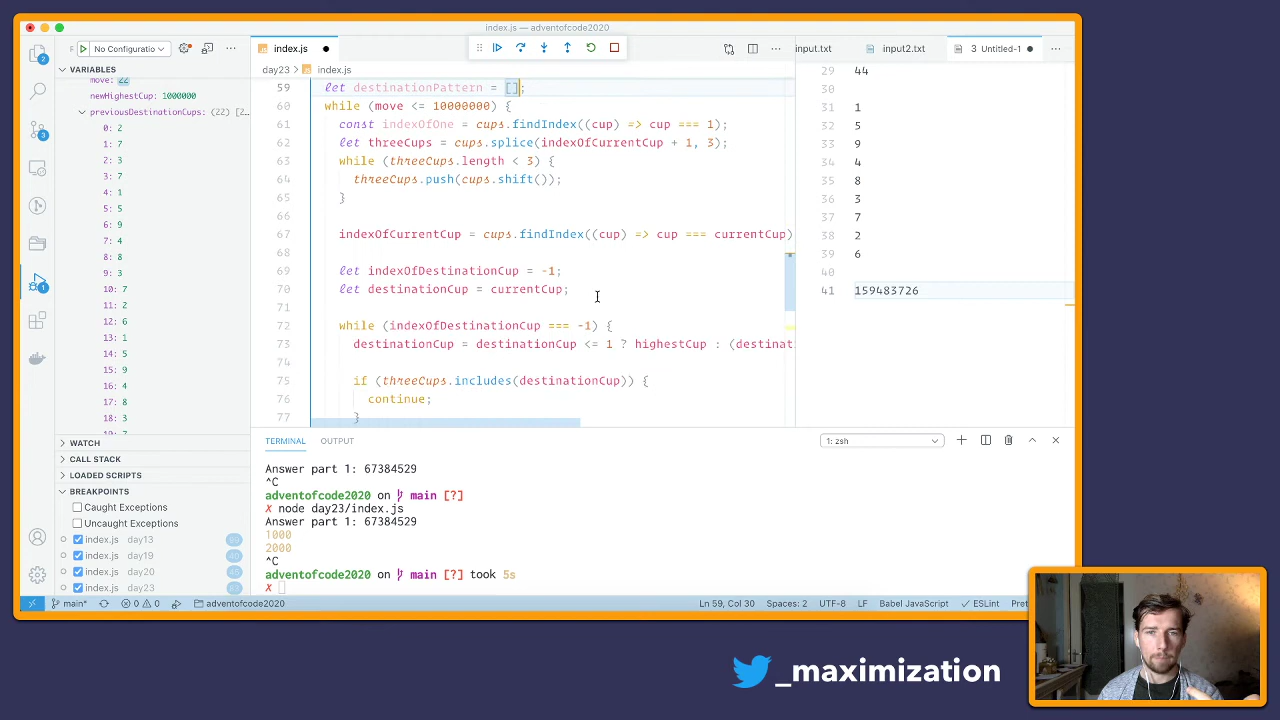 index.js — adventofcode2020
No Configuratio
index.js
input.txt
input2.txt
3 Untitled-1
VARIABLES
day23 > index.js
move: 22
newHighestCup: 1000000
previousDestinationCups: (22) [2…
0: 2
1: 7
2: 3
3: 7
4: 1
5: 5
6: 9
7: 4
8: 8
9: 3
10: 7
11: 2
12: 6
13: 1
14: 5
15: 9
16: 4
17: 8
18: 3
WATCH
CALL STACK
LOADED SCRIPTS
BREAKPOINTS
Caught Exceptions
Uncaught Exceptions
index.js day13
index.js day19
index.js day20
index.js day23
59 let destinationPattern = [];
60 while (move <= 10000000) {
61 const indexOfOne = cups.findIndex((cup) => cup === 1);
62 let threeCups = cups.splice(indexOfCurrentCup + 1, 3);
63 while (threeCups.length < 3) {
64 threeCups.push(cups.shift());
65 }
66
67 indexOfCurrentCup = cups.findIndex((cup) => cup === currentCup)
68
69 let indexOfDestinationCup = -1;
70 let destinationCup = currentCup;
71
72 while (indexOfDestinationCup === -1) {
73 destinationCup = destinationCup <= 1 ? highestCup : (destinat
74
75 if (threeCups.includes(destinationCup)) {
76 continue;
77 }
29 44
30
31 1
32 5
33 9
34 4
35 8
36 3
37 7
38 2
39 6
40
41 159483726
TERMINAL
OUTPUT
1: zsh
Answer part 1: 67384529
^C
adventofcode2020 on main [?]
✗ node day23/index.js
Answer part 1: 67384529
1000
2000
^C
adventofcode2020 on main [?] took 5s
✗
main*
0 0
adventofcode2020
Ln 59, Col 30
Spaces: 2
UTF-8
LF
Babel JavaScript
ESLint
Pret
_maximization